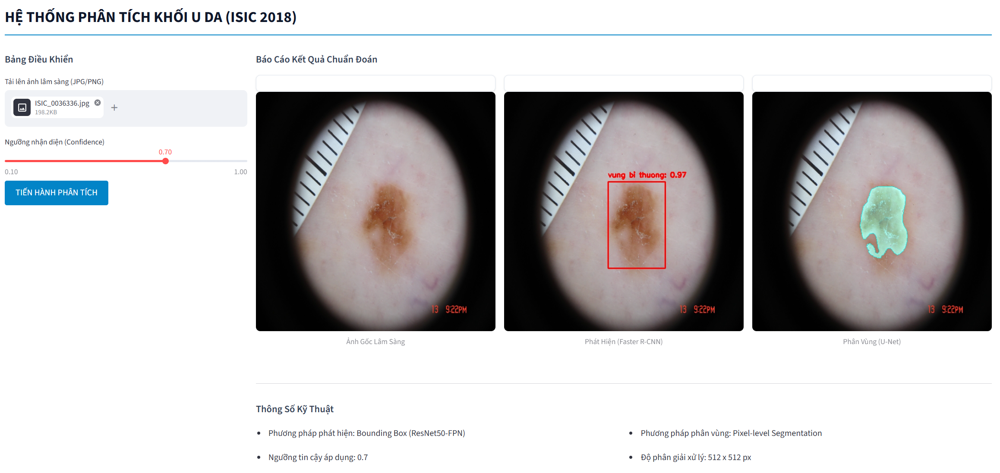 HỆ THỐNG PHÂN TÍCH KHỐI U DA (ISIC 2018)
Bảng Điều Khiển
Tải lên ảnh lâm sàng (JPG/PNG)
ISIC_0036336.jpg
198.2KB
Ngưỡng nhận diện (Confidence)
0.70
0.10 1.00
TIẾN HÀNH PHÂN TÍCH
Báo Cáo Kết Quả Chuẩn Đoán
13 9:22PM
Ảnh Gốc Lâm Sàng
vung bi thuong: 0.97
13 9:22PM
Phát Hiện (Faster R-CNN)
13 9:22PM
Phân Vùng (U-Net)
Thông Số Kỹ Thuật
Phương pháp phát hiện: Bounding Box (ResNet50-FPN)
Ngưỡng tin cậy áp dụng: 0.7
Phương pháp phân vùng: Pixel-level Segmentation
Độ phân giải xử lý: 512 x 512 px